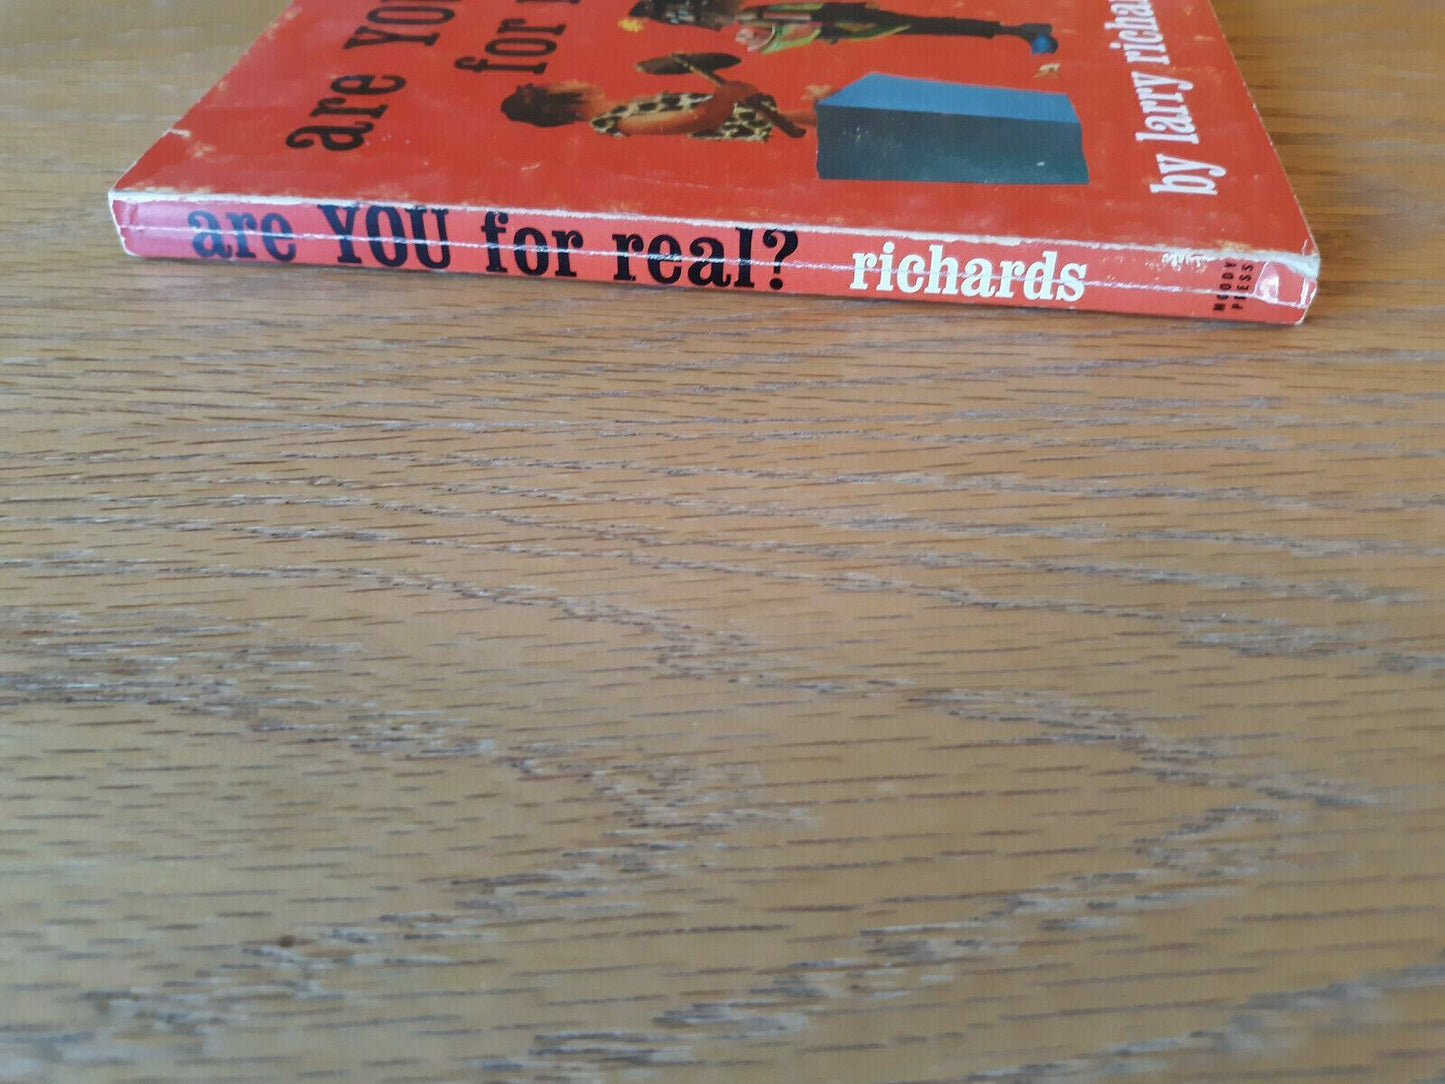 are YOU
for
by larry richa
are YOU for real? richards
MOODY
PRESS